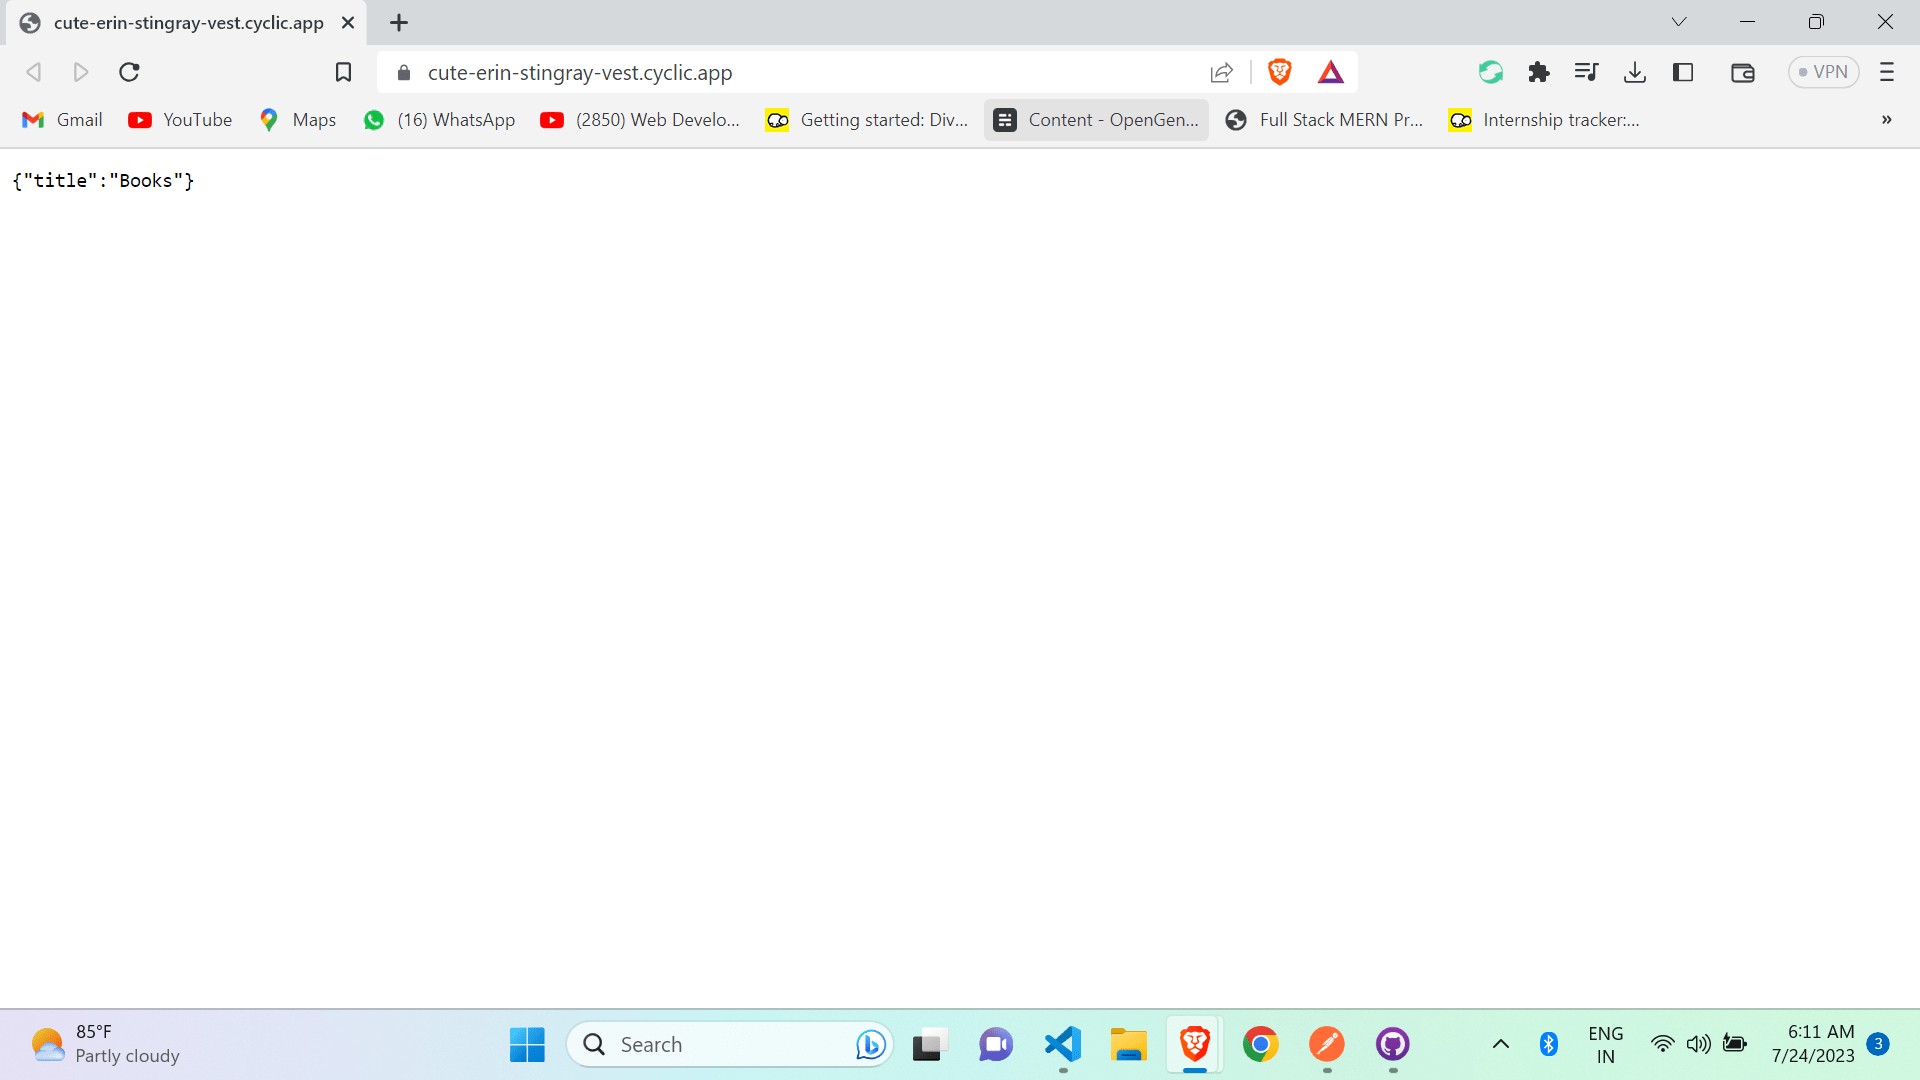 cute-erin-stingray-vest.cyclic.app
cute-erin-stingray-vest.cyclic.app
VPN
Gmail YouTube Maps (16) WhatsApp (2850) Web Develo... Getting started: Div... Content - OpenGen... Full Stack MERN Pr... Internship tracker:... »
{"title":"Books"}
85°F
Partly cloudy
Search
ENG
IN
6:11 AM
7/24/2023
3